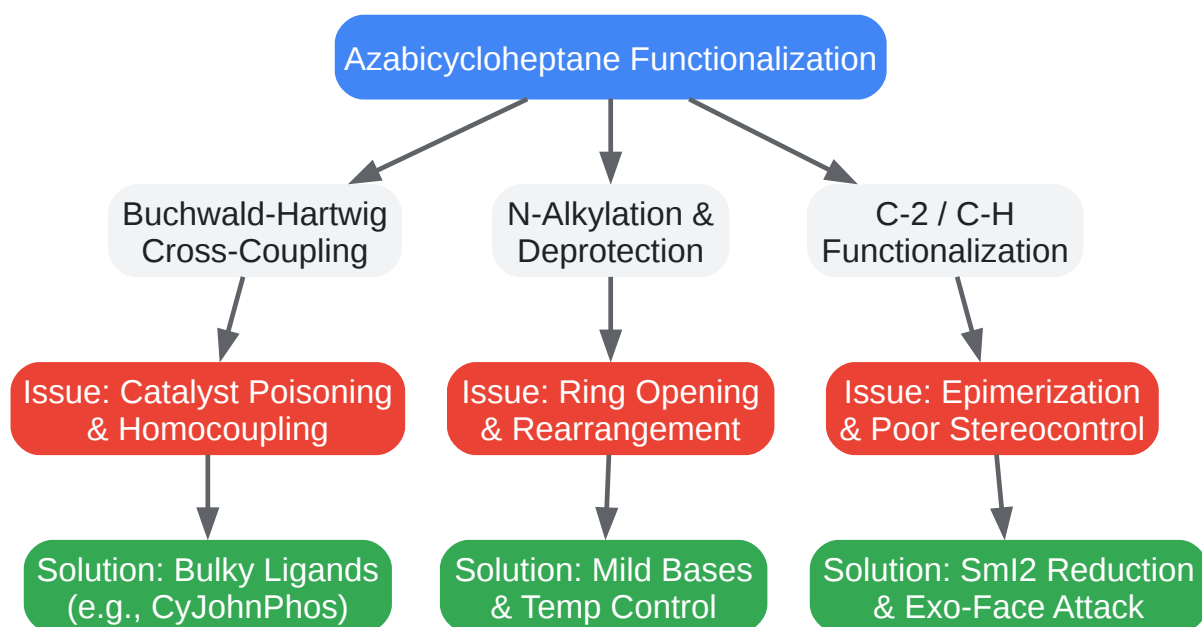 Azabicycloheptane Functionalization
Buchwald-Hartwig
Cross-Coupling
N-Alkylation &
Deprotection
C-2 / C-H
Functionalization
Issue: Catalyst Poisoning
& Homocoupling
Issue: Ring Opening
& Rearrangement
Issue: Epimerization
& Poor Stereocontrol
Solution: Bulky Ligands
(e.g., CyJohnPhos)
Solution: Mild Bases
& Temp Control
Solution: SmI2 Reduction
& Exo-Face Attack